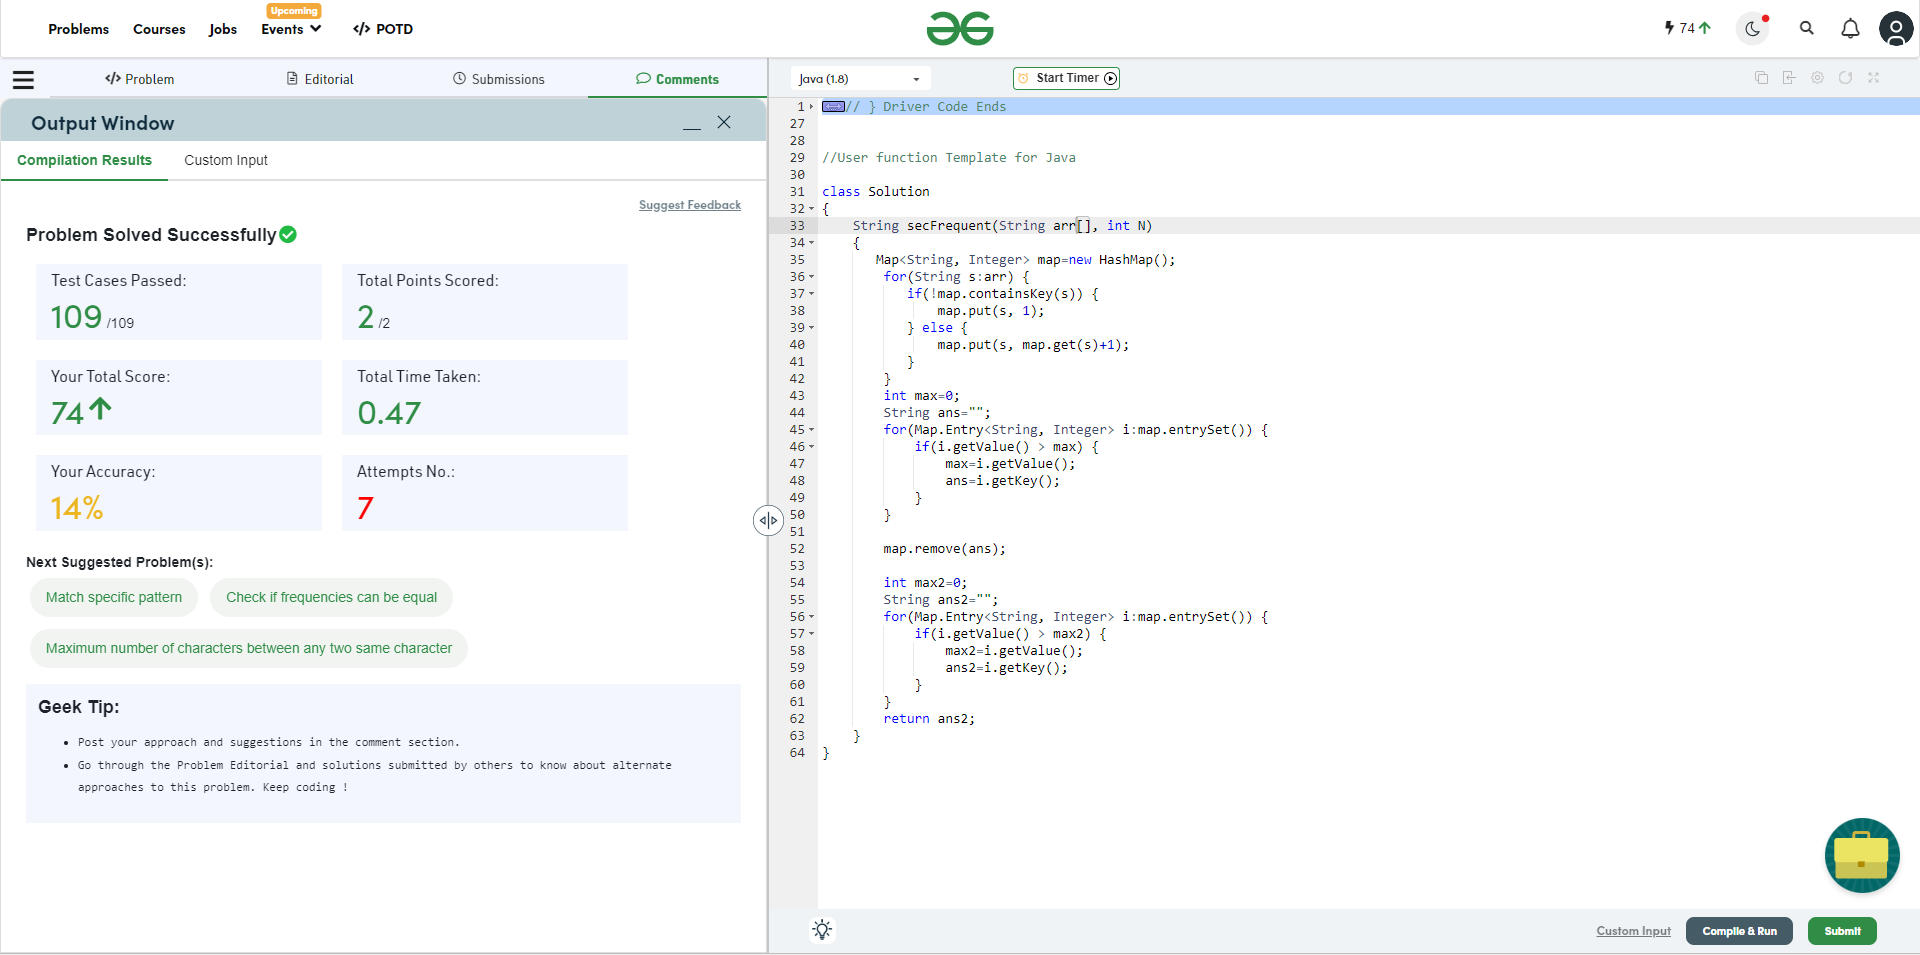 Problems Courses Jobs Upcoming Events POTD
74
Problem Editorial Submissions Comments
Output Window
Compilation Results Custom Input
Suggest Feedback
Problem Solved Successfully
Test Cases Passed:
109 /109
Total Points Scored:
2 /2
Your Total Score:
74
Total Time Taken:
0.47
Your Accuracy:
14%
Attempts No.:
7
Next Suggested Problem(s):
Match specific pattern
Check if frequencies can be equal
Maximum number of characters between any two same character
Geek Tip:
• Post your approach and suggestions in the comment section.
• Go through the Problem Editorial and solutions submitted by others to know about alternate
approaches to this problem. Keep coding !
Java (1.8)
Start Timer
1 // } Driver Code Ends
27
28
29 //User function Template for Java
30
31 class Solution
32 {
33     String secFrequent(String arr[], int N)
34     {
35        Map<String, Integer> map=new HashMap();
36         for(String s:arr) {
37            if(!map.containsKey(s)) {
38                map.put(s, 1);
39            } else {
40                map.put(s, map.get(s)+1);
41            }
42         }
43         int max=0;
44         String ans="";
45         for(Map.Entry<String, Integer> i:map.entrySet()) {
46             if(i.getValue() > max) {
47                 max=i.getValue();
48                 ans=i.getKey();
49             }
50         }
51
52         map.remove(ans);
53
54         int max2=0;
55         String ans2="";
56         for(Map.Entry<String, Integer> i:map.entrySet()) {
57             if(i.getValue() > max2) {
58                 max2=i.getValue();
59                 ans2=i.getKey();
60             }
61         }
62         return ans2;
63     }
64 }
Custom Input
Compile & Run
Submit